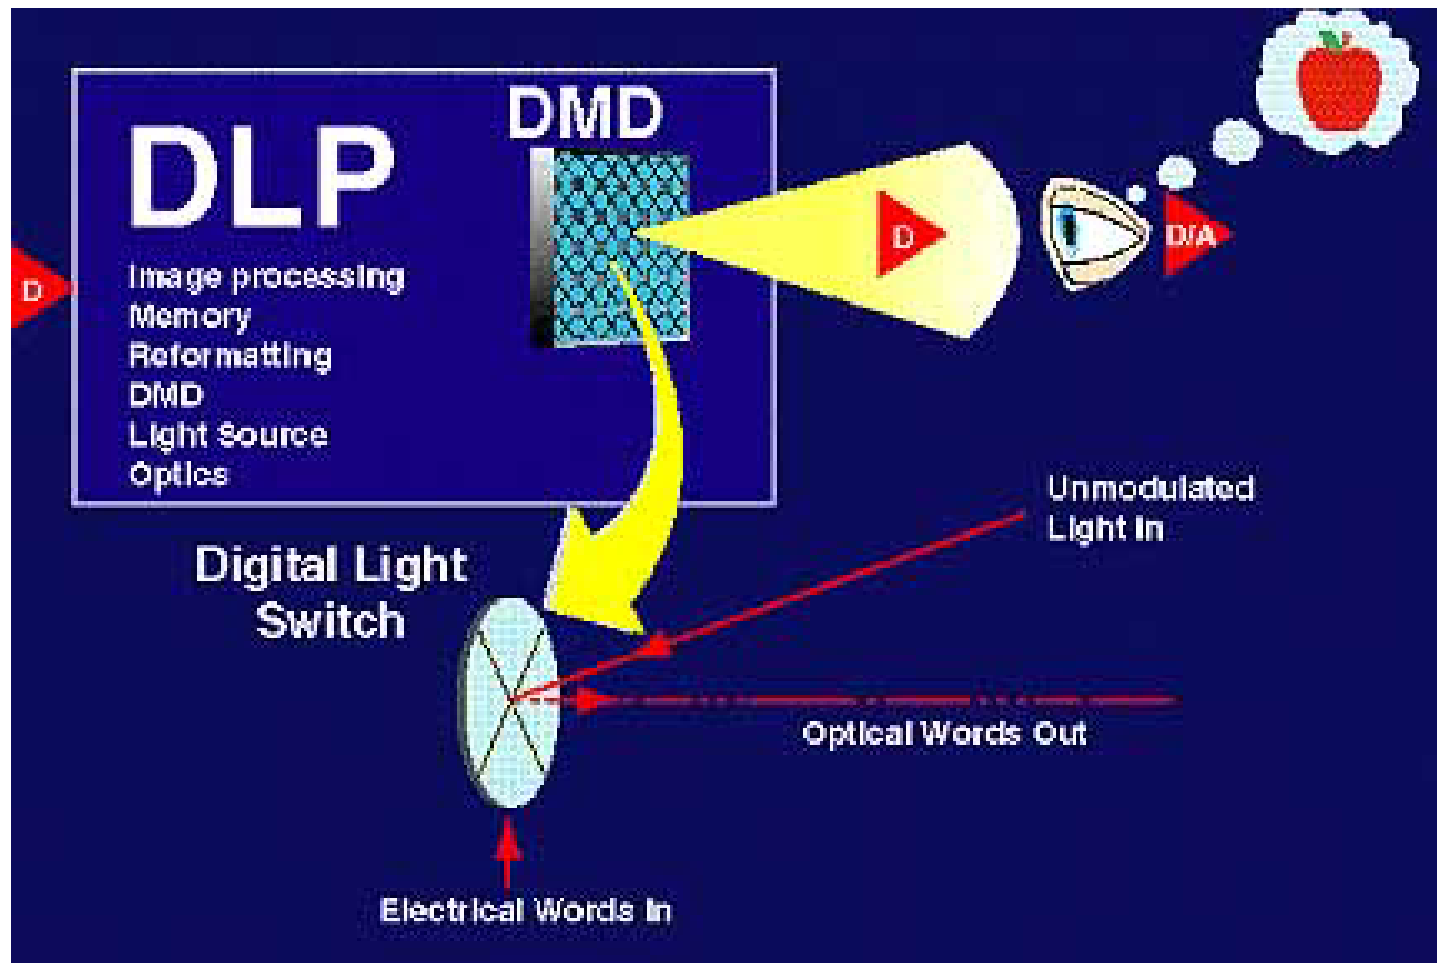 DMD
DLP
D
D
D/A
Image processing
Memory
Reformatting
DMD
Light Source
Optics
Unmodulated
Light In
Digital Light
Switch
Optical Words Out
Electrical Words In